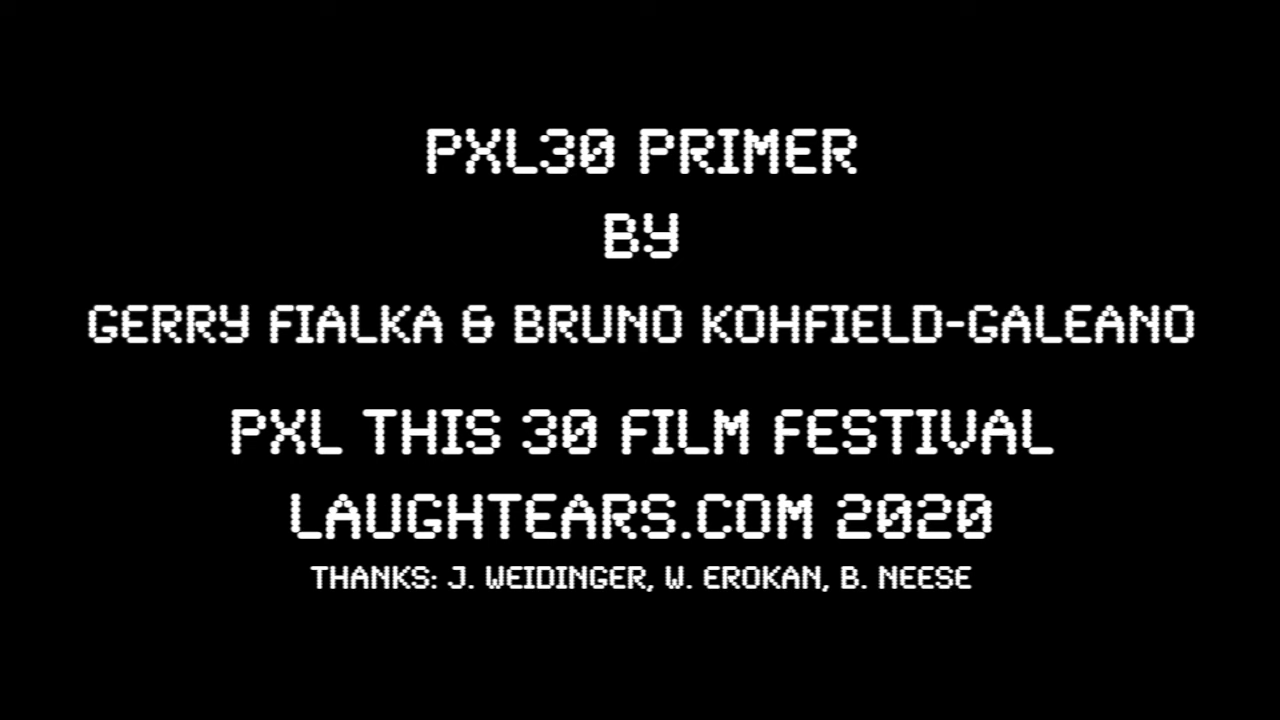 PXL30 PRIMER
BY
GERRY FIALKA & BRUNO KOHFIELD-GALEANO
PXL THIS 30 FILM FESTIVAL
LAUGHTEARS.COM 2020
THANKS: J. WEIDINGER, W. EROKAN, B. NEESE